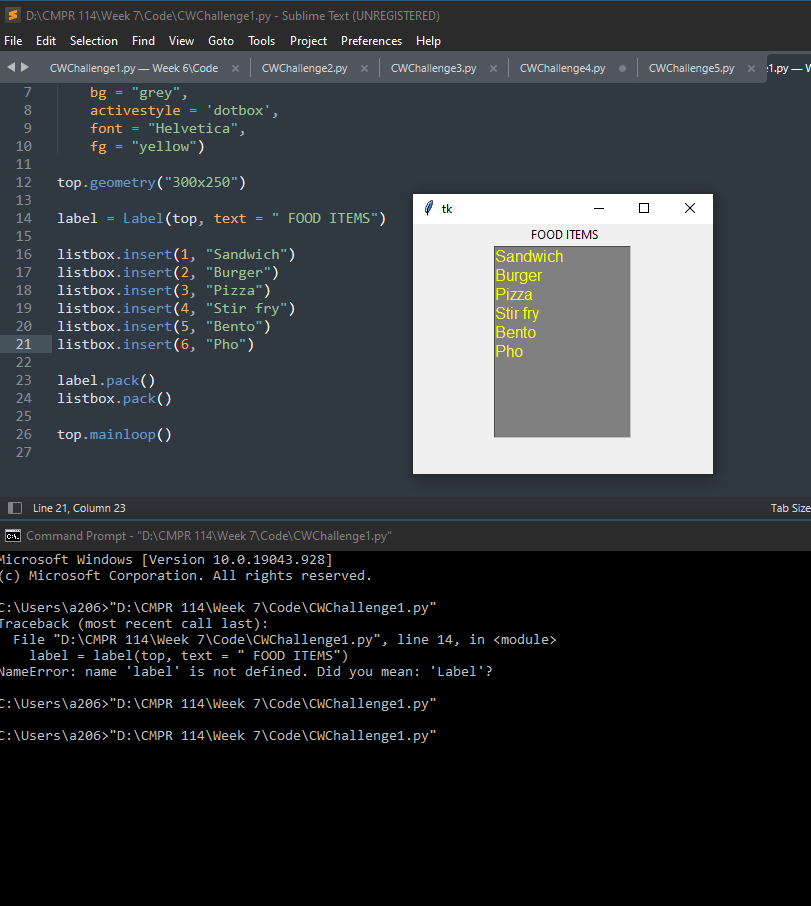 D:\CMPR 114\Week 7\Code\CWChallenge1.py - Sublime Text (UNREGISTERED)
File Edit Selection Find View Goto Tools Project Preferences Help
CWChallenge1.py — Week 6\Code × CWChallenge2.py × CWChallenge3.py × CWChallenge4.py ● CWChallenge5.py × e1.py — W
7 bg = "grey",
8 activestyle = 'dotbox',
9 font = "Helvetica",
10 fg = "yellow")
11
12 top.geometry("300x250")
13
14 label = Label(top, text = " FOOD ITEMS")
15
16 listbox.insert(1, "Sandwich")
17 listbox.insert(2, "Burger")
18 listbox.insert(3, "Pizza")
19 listbox.insert(4, "Stir fry")
20 listbox.insert(5, "Bento")
21 listbox.insert(6, "Pho")
22
23 label.pack()
24 listbox.pack()
25
26 top.mainloop()
27
tk
FOOD ITEMS
Sandwich
Burger
Pizza
Stir fry
Bento
Pho
Line 21, Column 23 Tab Size
Command Prompt - "D:\CMPR 114\Week 7\Code\CWChallenge1.py"
Microsoft Windows [Version 10.0.19043.928]
(c) Microsoft Corporation. All rights reserved.
C:\Users\a206>"D:\CMPR 114\Week 7\Code\CWChallenge1.py"
Traceback (most recent call last):
File "D:\CMPR 114\Week 7\Code\CWChallenge1.py", line 14, in <module>
label = label(top, text = " FOOD ITEMS")
NameError: name 'label' is not defined. Did you mean: 'Label'?
C:\Users\a206>"D:\CMPR 114\Week 7\Code\CWChallenge1.py"
C:\Users\a206>"D:\CMPR 114\Week 7\Code\CWChallenge1.py"